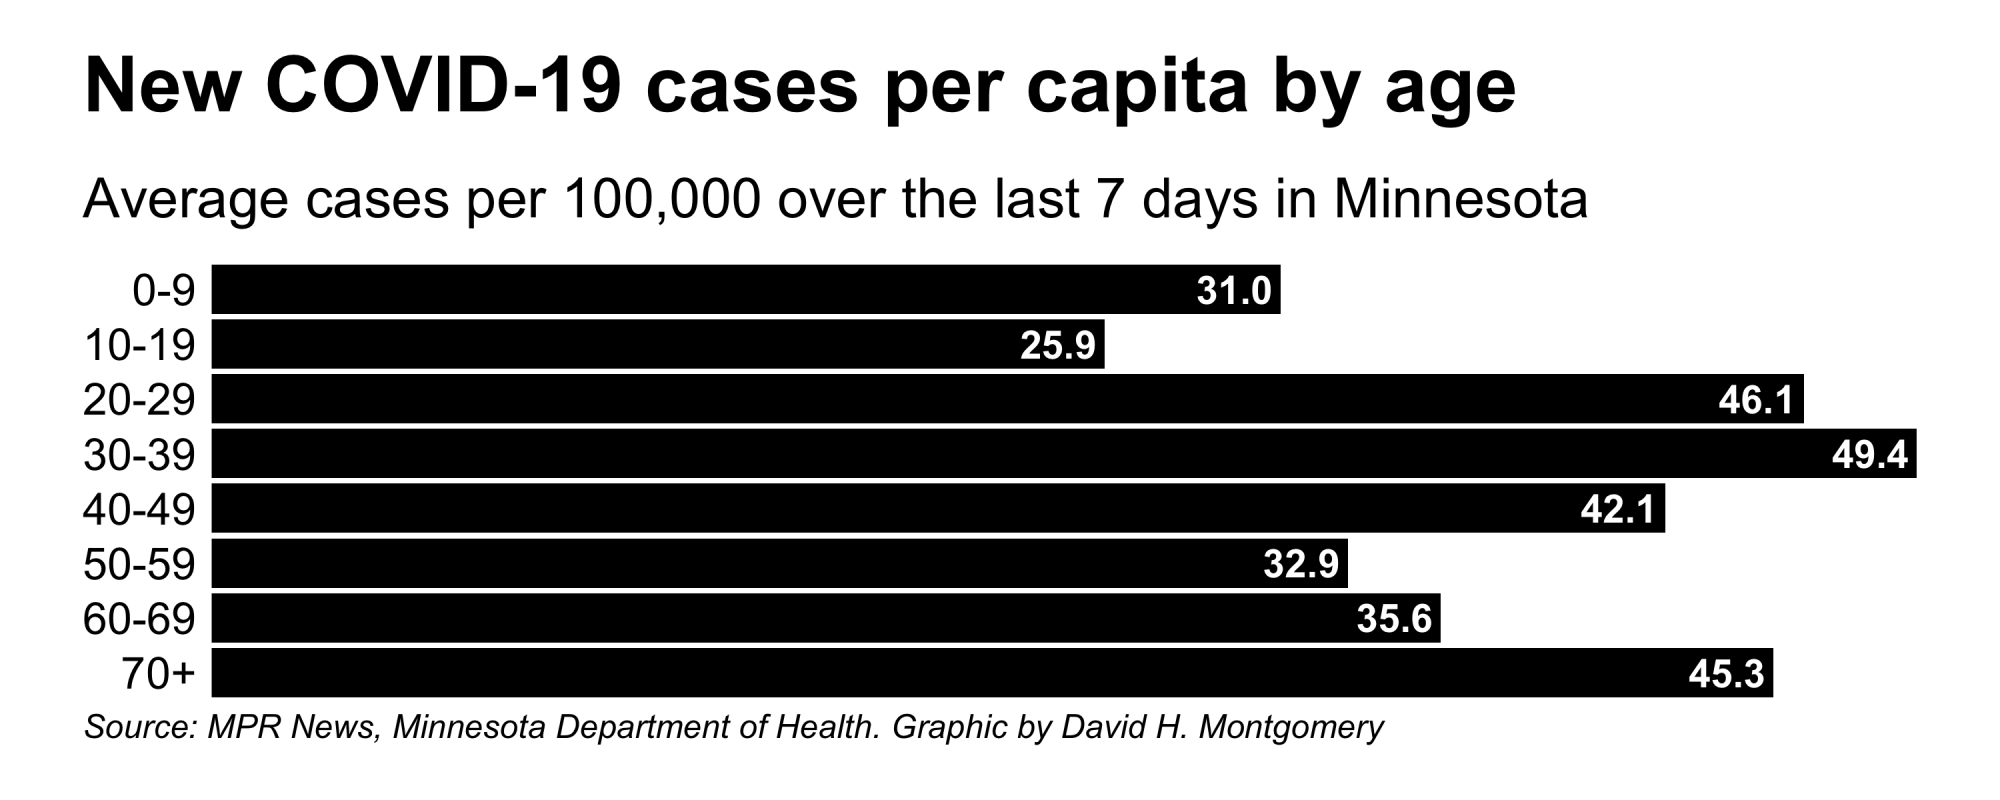 New COVID-19 cases per capita by age
Average cases per 100,000 over the last 7 days in Minnesota
0-9 31.0
10-19 25.9
20-29 46.1
30-39 49.4
40-49 42.1
50-59 32.9
60-69 35.6
70+ 45.3
Source: MPR News, Minnesota Department of Health. Graphic by David H. Montgomery